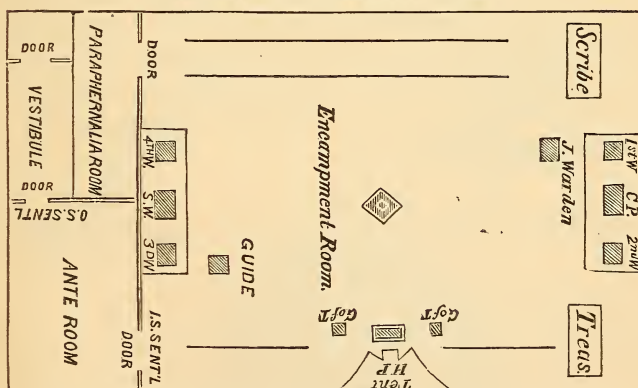 DOOR
PARAPHERNALIA ROOM
DOOR
VESTIBULE
DOOR
O.S. SENT'L
ANTE ROOM
DOOR
I.S. SENT'L
4TH W.
S.W.
3D W.
GUIDE
Encampment Room.
G of T
G of T
Tent
H P
Scribe
J. Warden
1st W
C.P.
2nd W
Treas.